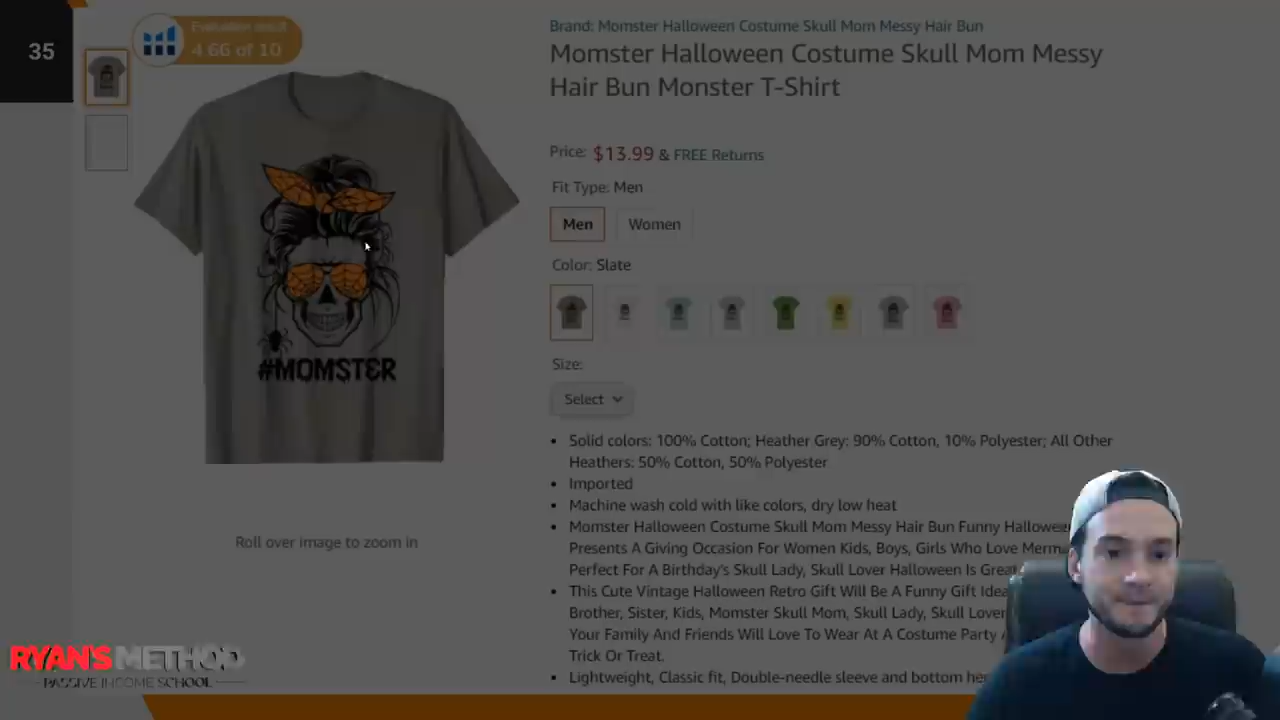 35
Evaluation result
4.66 of 10
Brand: Momster Halloween Costume Skull Mom Messy Hair Bun
Momster Halloween Costume Skull Mom Messy
Hair Bun Monster T-Shirt
Price: $13.99 & FREE Returns
Fit Type: Men
Men Women
Color: Slate
#MOMSTER
Size:
Select
• Solid colors: 100% Cotton; Heather Grey: 90% Cotton, 10% Polyester; All Other
Heathers: 50% Cotton, 50% Polyester
• Imported
• Machine wash cold with like colors, dry low heat
• Momster Halloween Costume Skull Mom Messy Hair Bun Funny
Presents A Giving Occasion For Women Kids, Boys, Girls Who Love
Perfect For A Birthday's Skull Lady, Skull Lover Halloween Is
• This Cute Vintage Halloween Retro Gift Will Be A Funny Gift
Brother, Sister, Kids, Momster Skull Mom, Skull Lady, Skull
Your Family And Friends Will Love To Wear At A Costume Party
Trick Or Treat.
• Lightweight, Classic fit, Double-needle sleeve and bottom
Roll over image to zoom in
RYAN'S METHOD
PASSIVE INCOME SCHOOL